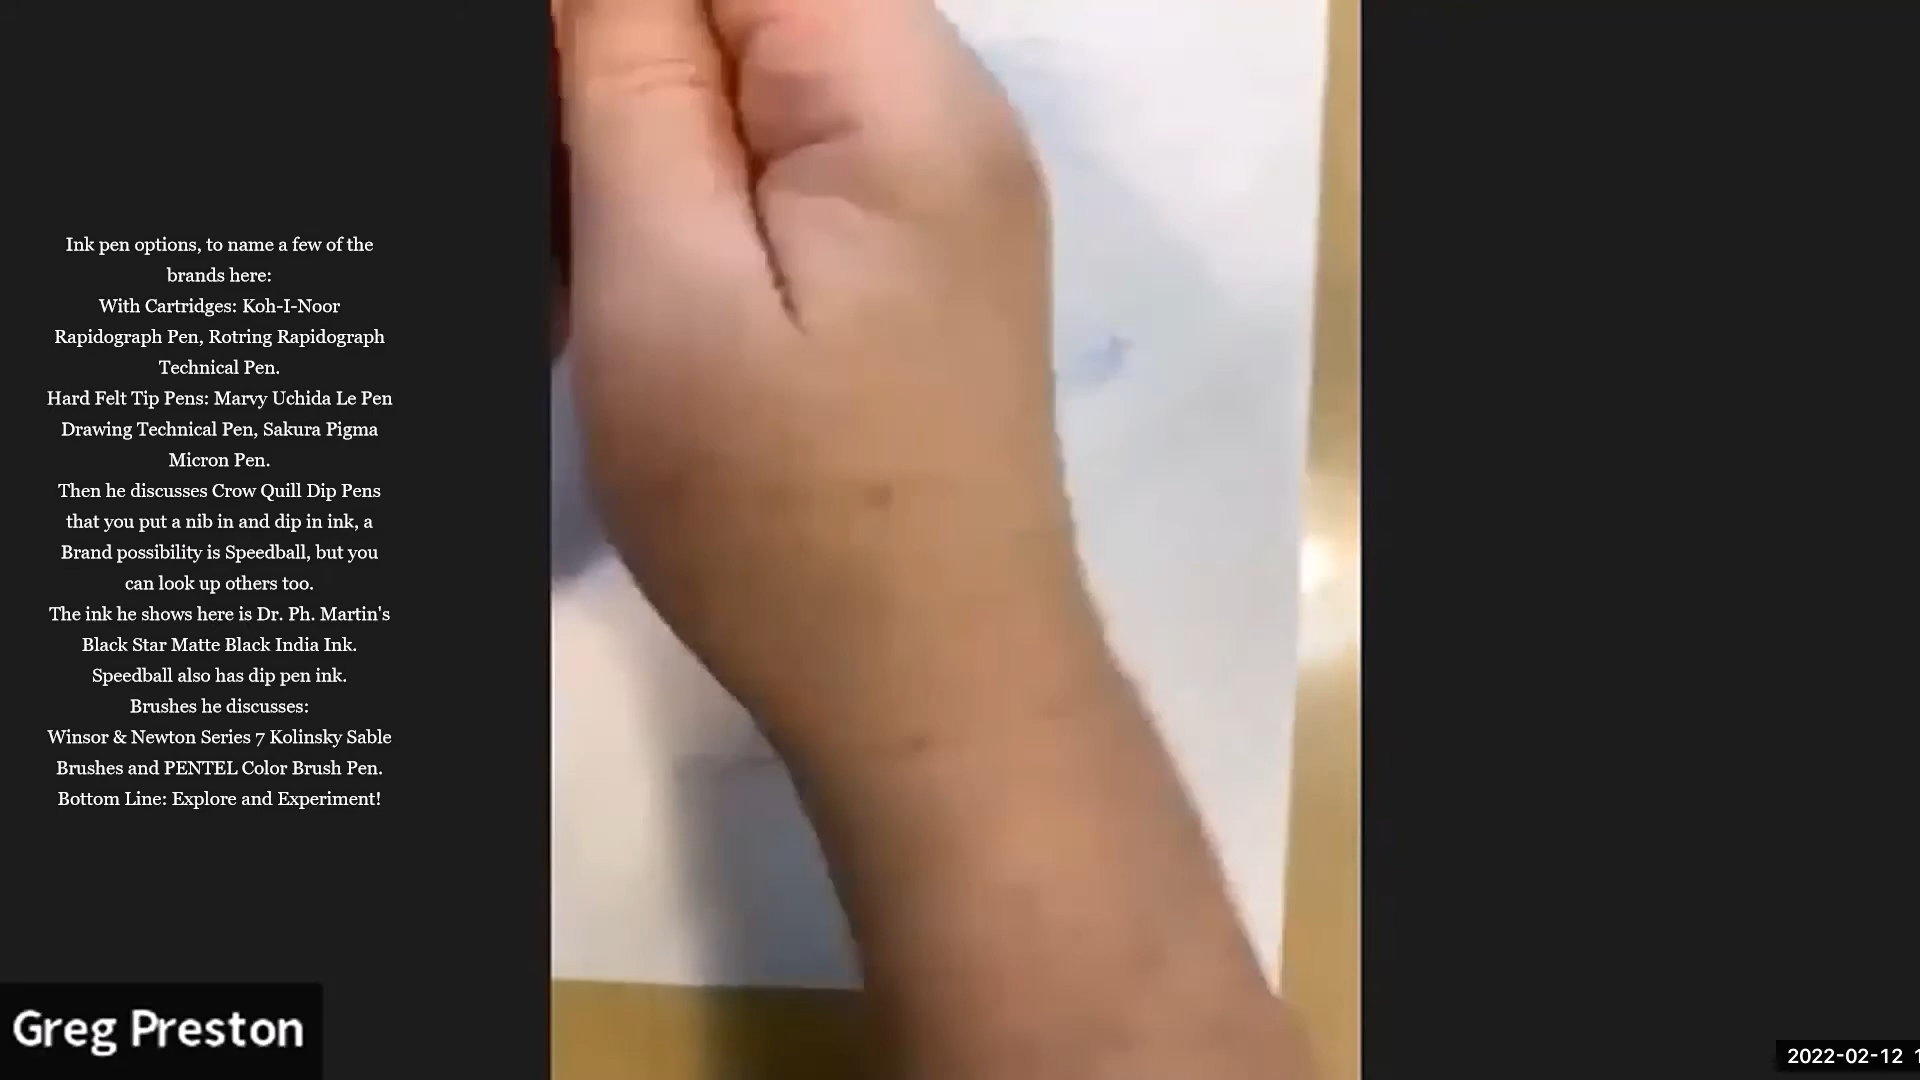 Ink pen options, to name a few of the
brands here:
With Cartridges: Koh-I-Noor
Rapidograph Pen, Rotring Rapidograph
Technical Pen.
Hard Felt Tip Pens: Marvy Uchida Le Pen
Drawing Technical Pen, Sakura Pigma
Micron Pen.
Then he discusses Crow Quill Dip Pens
that you put a nib in and dip in ink, a
Brand possibility is Speedball, but you
can look up others too.
The ink he shows here is Dr. Ph. Martin's
Black Star Matte Black India Ink.
Speedball also has dip pen ink.
Brushes he discusses:
Winsor & Newton Series 7 Kolinsky Sable
Brushes and PENTEL Color Brush Pen.
Bottom Line: Explore and Experiment!
Greg Preston
2022-02-12